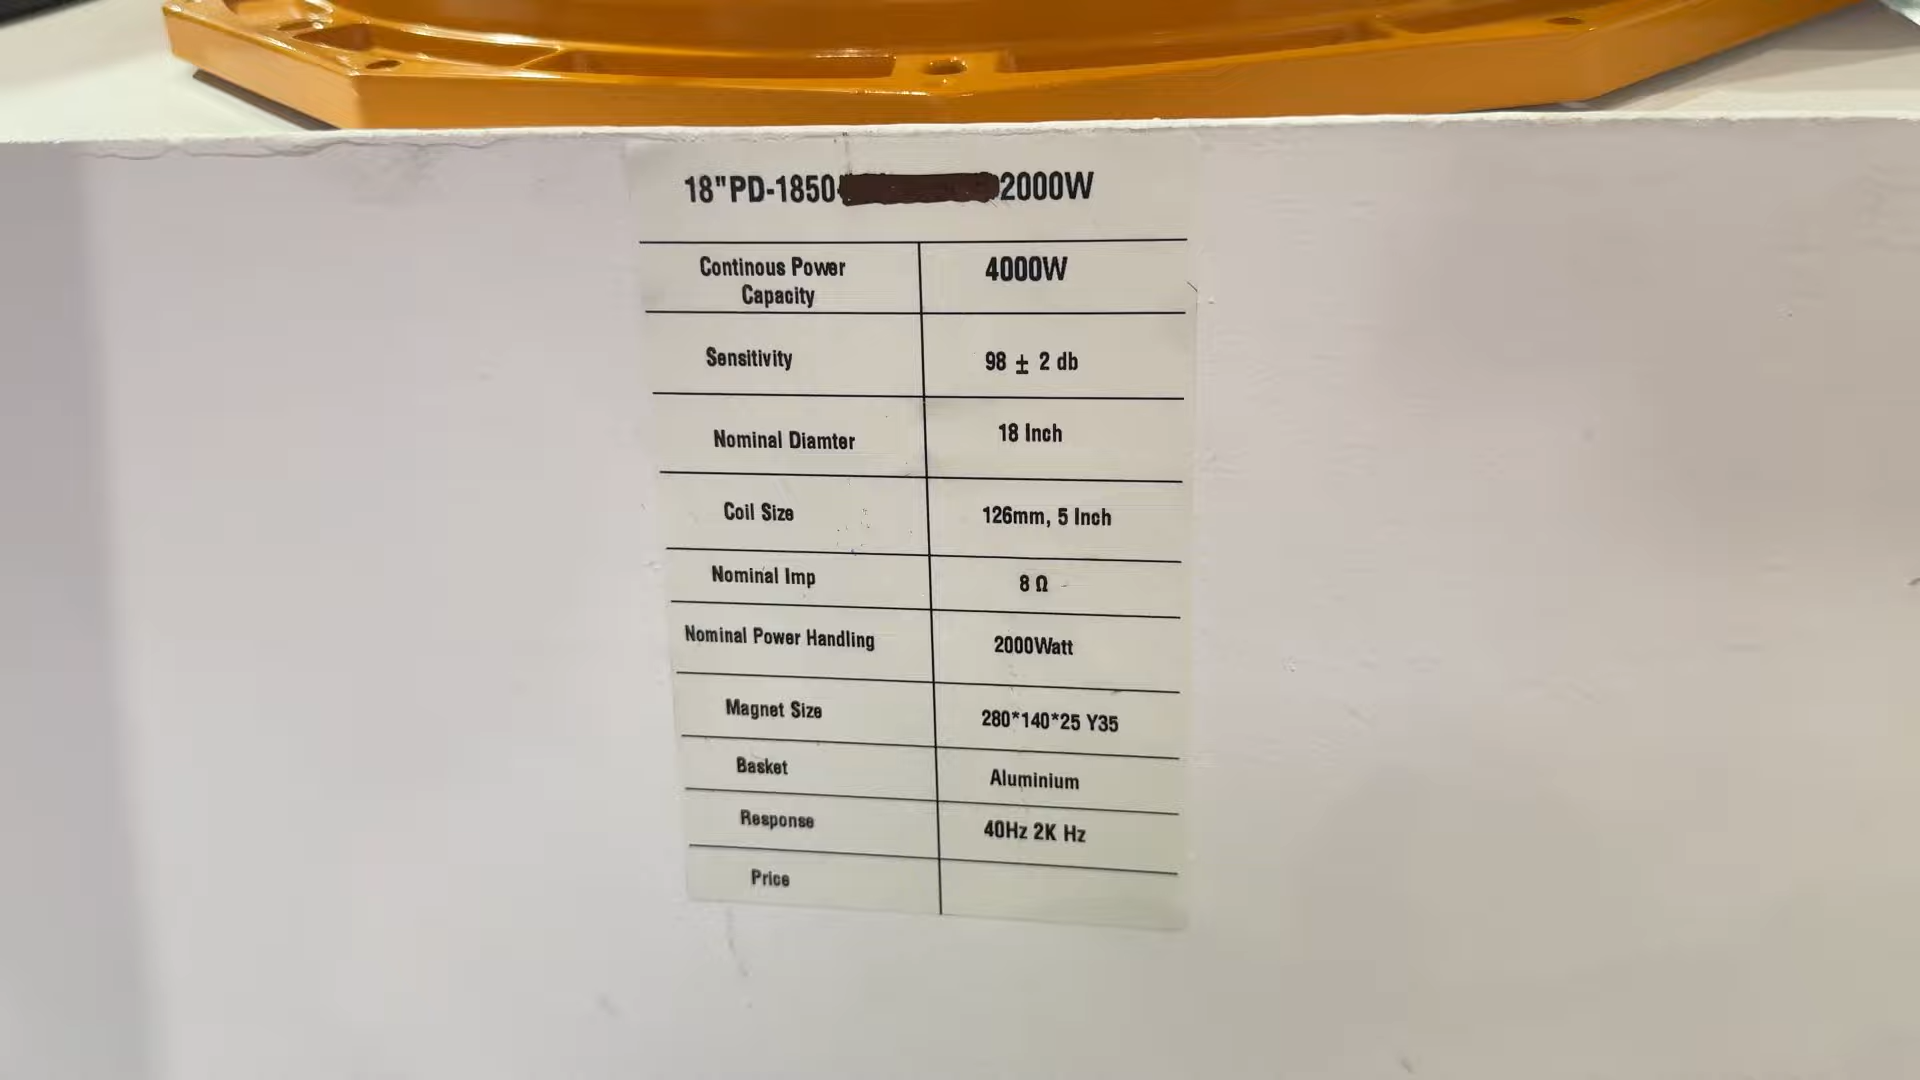 18"PD-1850 2000W
Continous Power Capacity 4000W
Sensitivity 98 ± 2 db
Nominal Diamter 18 Inch
Coil Size 126mm, 5 Inch
Nominal Imp 8 Ω
Nominal Power Handling 2000Watt
Magnet Size 280*140*25 Y35
Basket Aluminium
Response 40Hz 2K Hz
Price